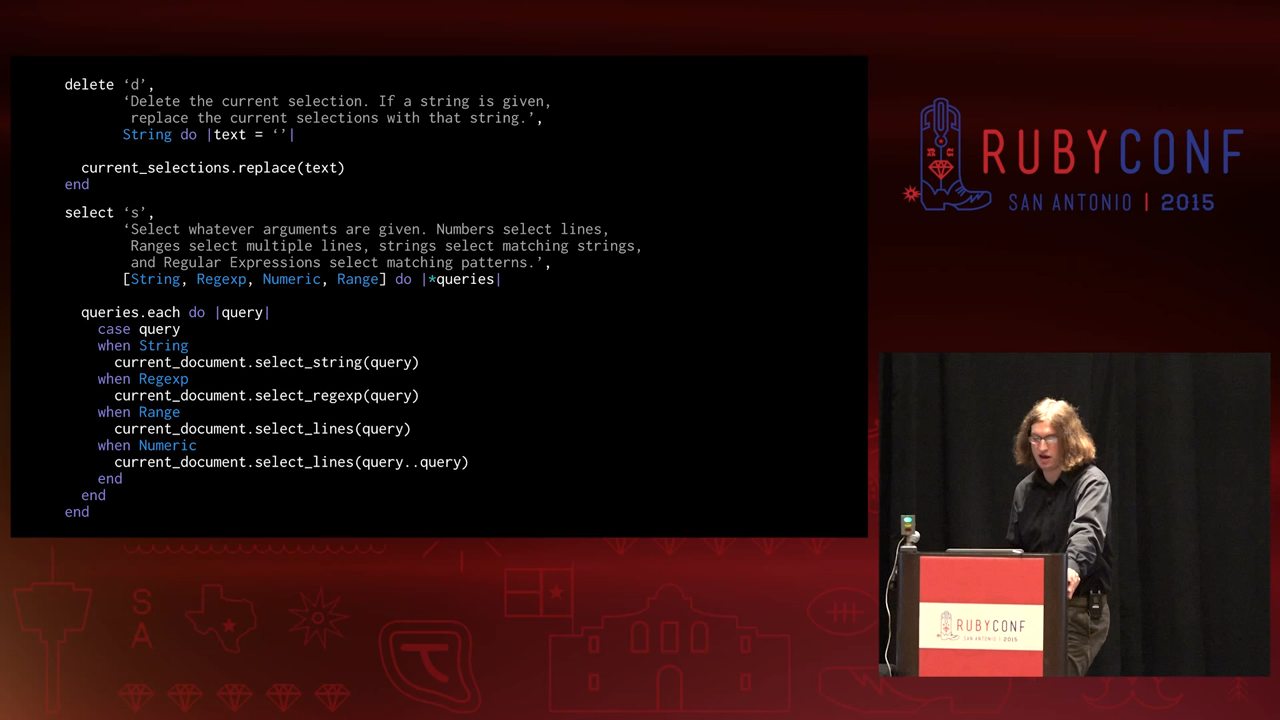 delete ‘d’,
‘Delete the current selection. If a string is given,
replace the current selections with that string.’,
String do |text = ‘’|
current_selections.replace(text)
end
select ‘s’,
‘Select whatever arguments are given. Numbers select lines,
Ranges select multiple lines, strings select matching strings,
and Regular Expressions select matching patterns.’,
[String, Regexp, Numeric, Range] do |*queries|
queries.each do |query|
case query
when String
current_document.select_string(query)
when Regexp
current_document.select_regexp(query)
when Range
current_document.select_lines(query)
when Numeric
current_document.select_lines(query..query)
end
end
end
RUBYCONF
SAN ANTONIO | 2015
RUBYCONF
SAN ANTONIO | 2015
S
A